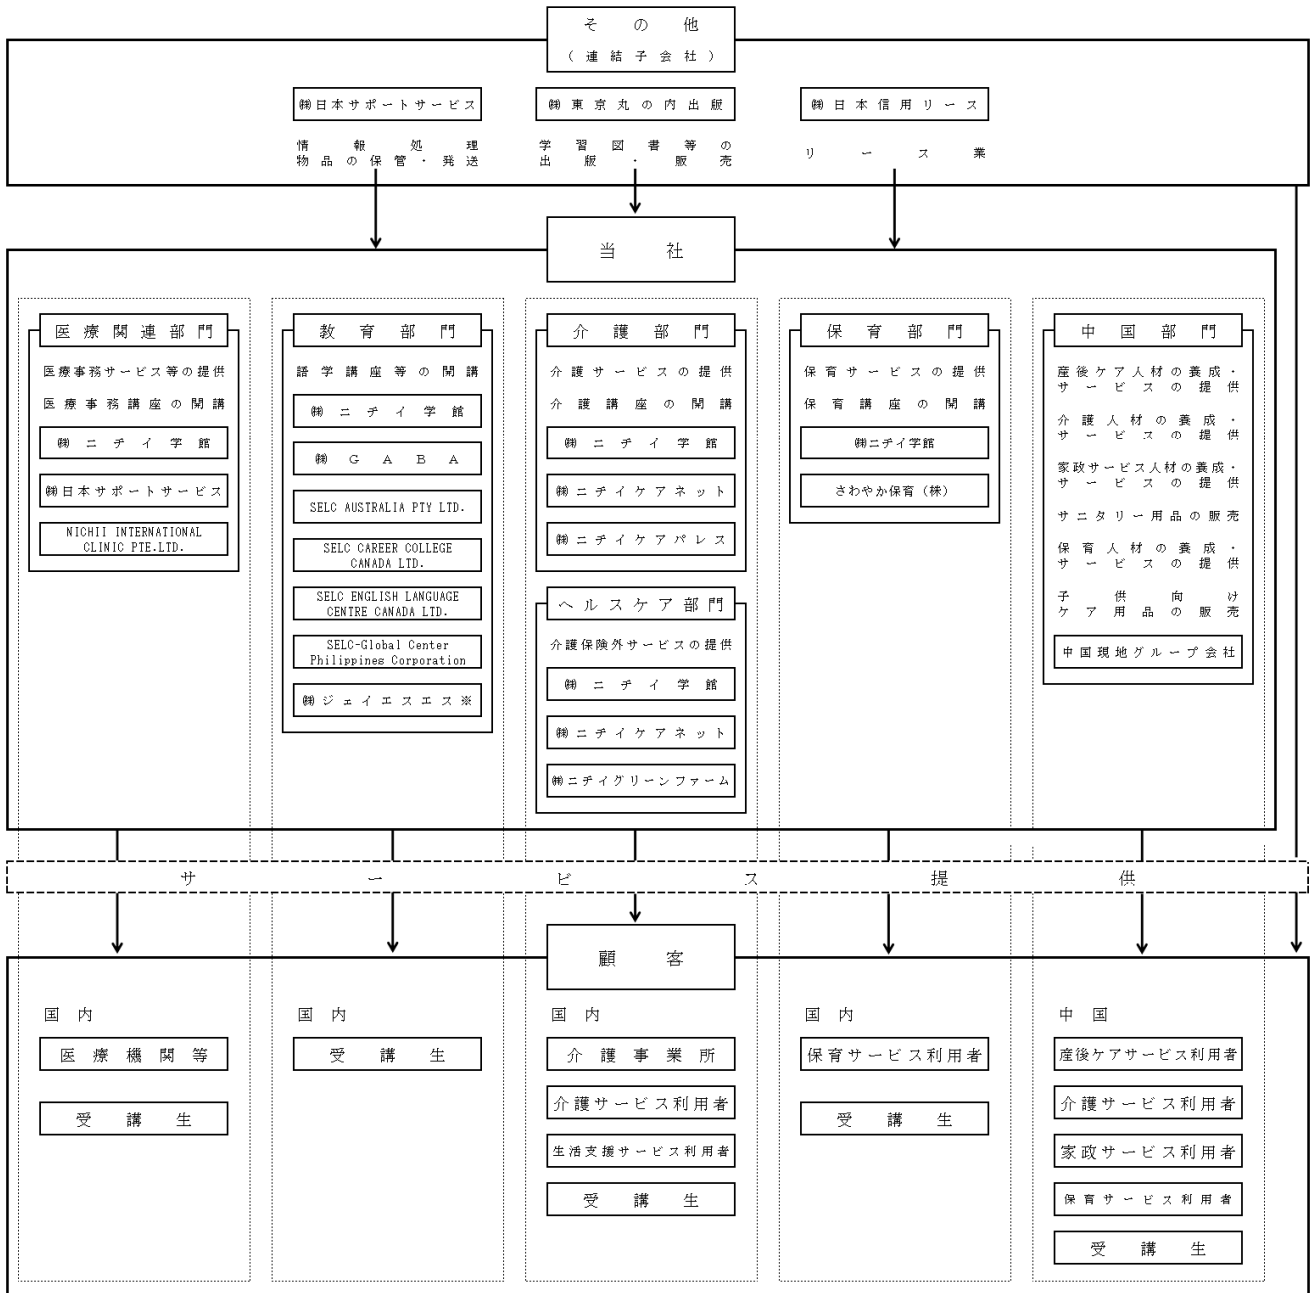 その他
(連結子会社)
㈱日本サポートサービス
情報処理
物品の保管・発送
㈱東京丸の内出版
学習図書等の
出版・販売
㈱日本信用リース
リース業
当社
医療関連部門
医療事務サービス等の提供
医療事務講座の開講
㈱ニチイ学館
㈱日本サポートサービス
NICHII INTERNATIONAL
CLINIC PTE.LTD.
教育部門
語学講座等の開講
㈱ニチイ学館
㈱GABA
SELC AUSTRALIA PTY LTD.
SELC CAREER COLLEGE
CANADA LTD.
SELC ENGLISH LANGUAGE
CENTRE CANADA LTD.
SELC-Global Center
Philippines Corporation
㈱ジェイエスエス※
介護部門
介護サービスの提供
介護講座の開講
㈱ニチイ学館
㈱ニチイケアネット
㈱ニチイケアパレス
ヘルスケア部門
介護保険外サービスの提供
㈱ニチイ学館
㈱ニチイケアネット
㈱ニチイグリーンファーム
保育部門
保育サービスの提供
保育講座の開講
㈱ニチイ学館
さわやか保育(株)
中国部門
産後ケア人材の養成・
サービスの提供
介護人材の養成・
サービスの提供
家政サービス人材の養成・
サービスの提供
サニタリー用品の販売
保育人材の養成・
サービスの提供
子供向け
ケア用品の販売
中国現地グループ会社
サービス提供
顧客
国内
医療機関等
受講生
国内
受講生
国内
介護事業所
介護サービス利用者
生活支援サービス利用者
受講生
国内
保育サービス利用者
受講生
中国
産後ケアサービス利用者
介護サービス利用者
家政サービス利用者
保育サービス利用者
受講生